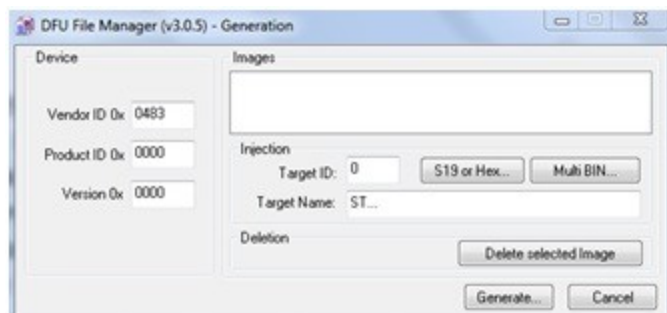 DFU File Manager (v3.0.5) - Generation
Device
Vendor ID 0x 0483
Product ID 0x 0000
Version 0x 0000
Images
Injection
Target ID: 0 S19 or Hex... Multi BIN...
Target Name: ST...
Deletion
Delete selected Image
Generate... Cancel